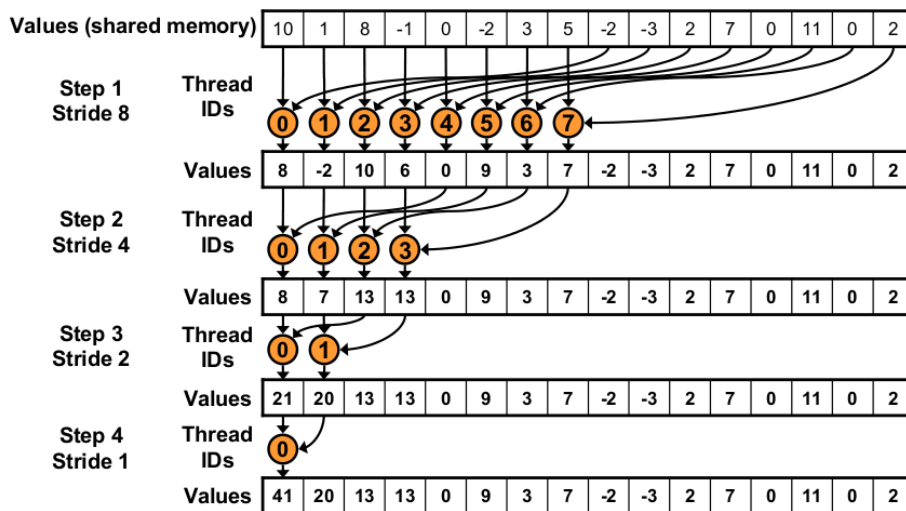 Values (shared memory) 10 1 8 -1 0 -2 3 5 -2 -3 2 7 0 11 0 2
Step 1 Thread
Stride 8 IDs 0 1 2 3 4 5 6 7
Values 8 -2 10 6 0 9 3 7 -2 -3 2 7 0 11 0 2
Step 2 Thread
Stride 4 IDs 0 1 2 3
Values 8 7 13 13 0 9 3 7 -2 -3 2 7 0 11 0 2
Step 3 Thread
Stride 2 IDs 0 1
Values 21 20 13 13 0 9 3 7 -2 -3 2 7 0 11 0 2
Step 4 Thread
Stride 1 IDs 0
Values 41 20 13 13 0 9 3 7 -2 -3 2 7 0 11 0 2